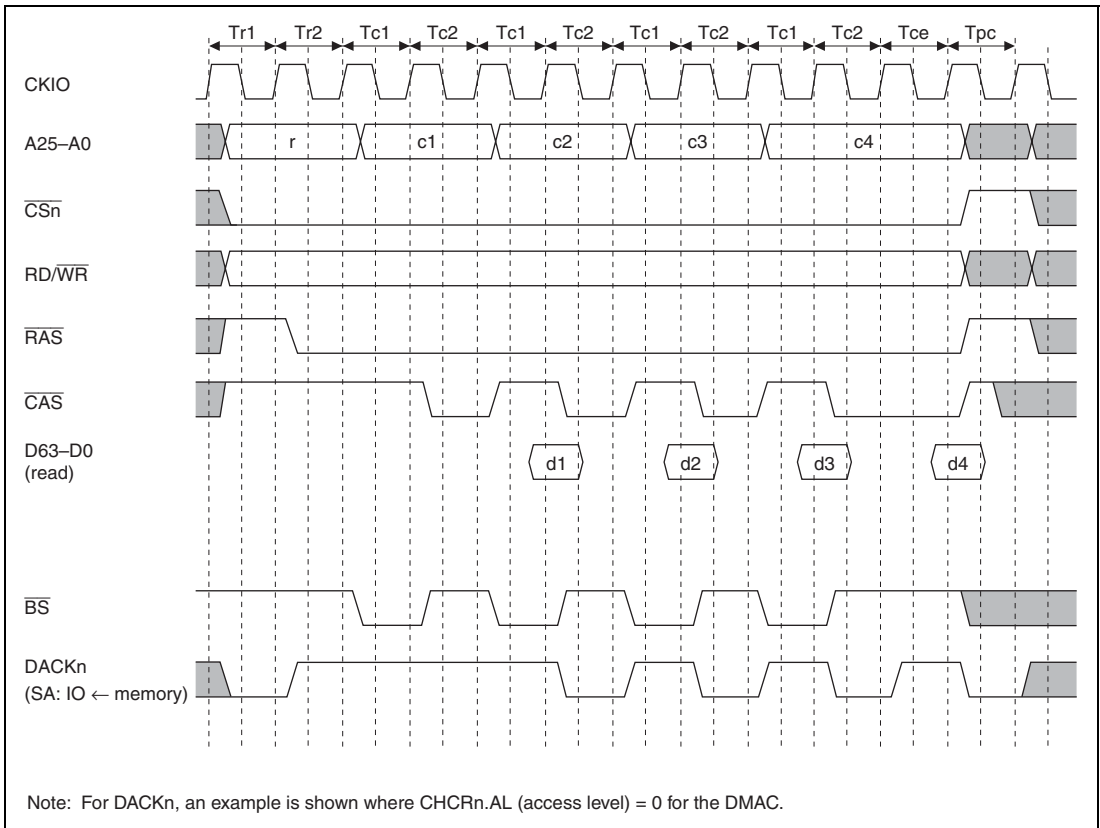 Tr1 Tr2 Tc1 Tc2 Tc1 Tc2 Tc1 Tc2 Tc1 Tc2 Tce Tpc
CKIO
A25–A0 r c1 c2 c3 c4
CSn
RD/WR
RAS
CAS
D63–D0
(read) d1 d2 d3 d4
BS
DACKn
(SA: IO ← memory)
Note: For DACKn, an example is shown where CHCRn.AL (access level) = 0 for the DMAC.